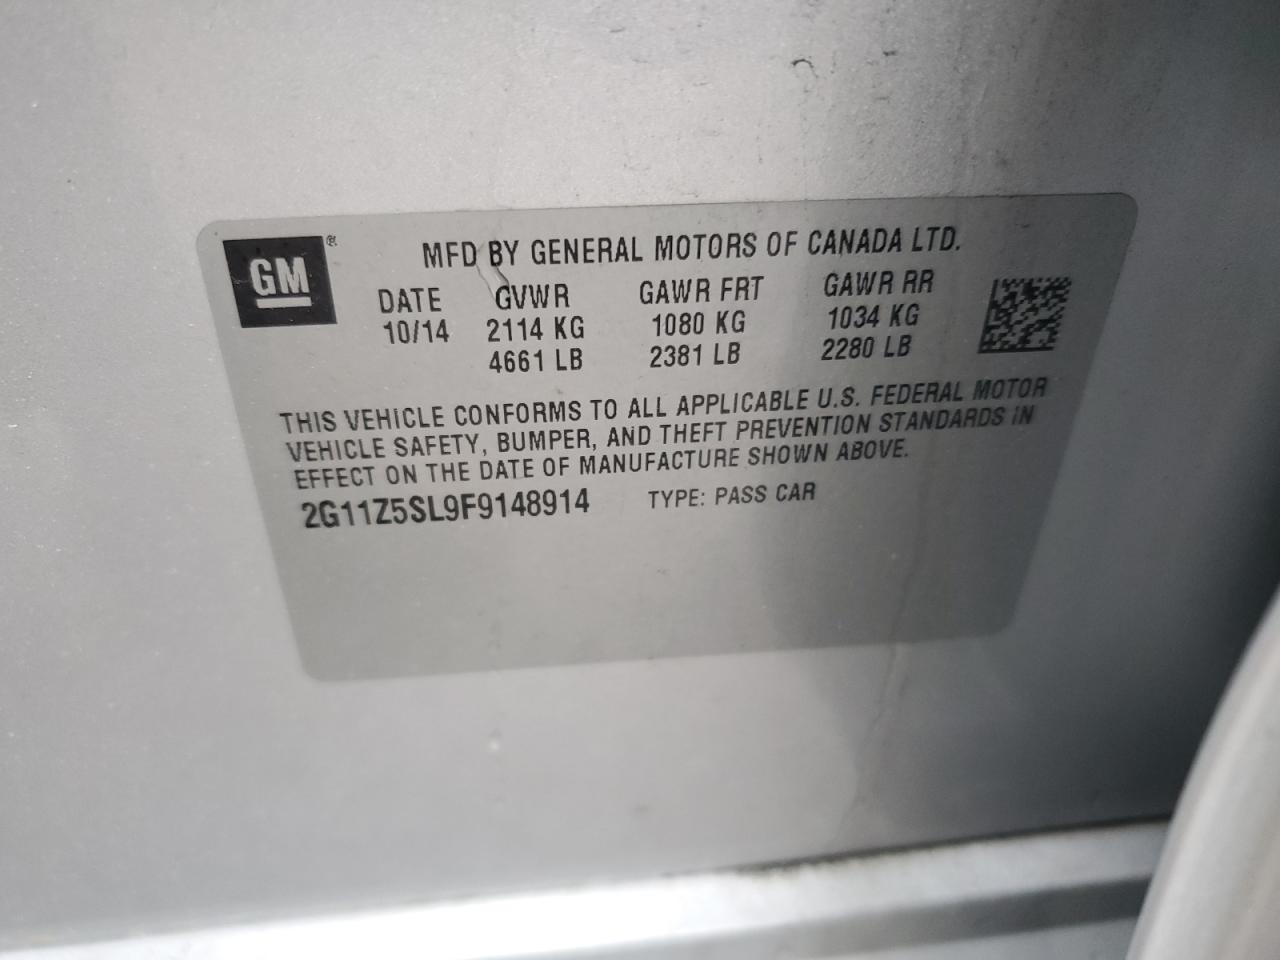 GM ®
MFD BY GENERAL MOTORS OF CANADA LTD.
DATE GVWR GAWR FRT GAWR RR
10/14 2114 KG 1080 KG 1034 KG
4661 LB 2381 LB 2280 LB
THIS VEHICLE CONFORMS TO ALL APPLICABLE U.S. FEDERAL MOTOR
VEHICLE SAFETY, BUMPER, AND THEFT PREVENTION STANDARDS IN
EFFECT ON THE DATE OF MANUFACTURE SHOWN ABOVE.
2G11Z5SL9F9148914 TYPE: PASS CAR